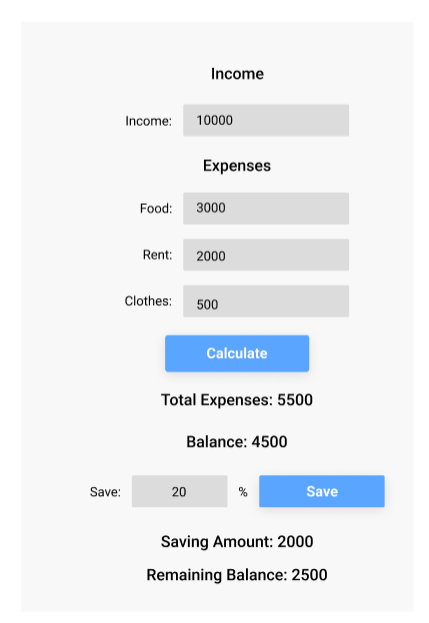 Income
Income: 10000
Expenses
Food: 3000
Rent: 2000
Clothes: 500
Calculate
Total Expenses: 5500
Balance: 4500
Save: 20 % Save
Saving Amount: 2000
Remaining Balance: 2500